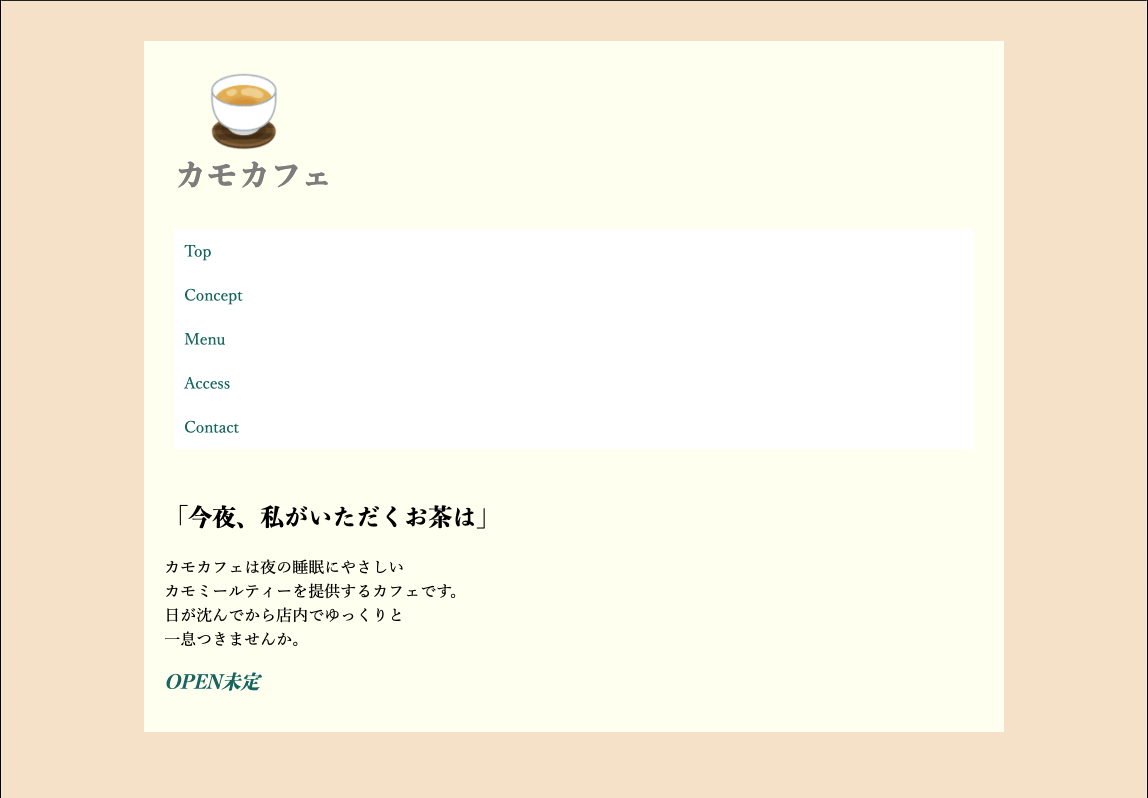 カモカフェ
Top
Concept
Menu
Access
Contact
「今夜、私がいただくお茶は」
カモカフェは夜の睡眠にやさしい
カモミールティーを提供するカフェです。
日が沈んでから店内でゆっくりと
一息つきませんか。
OPEN未定